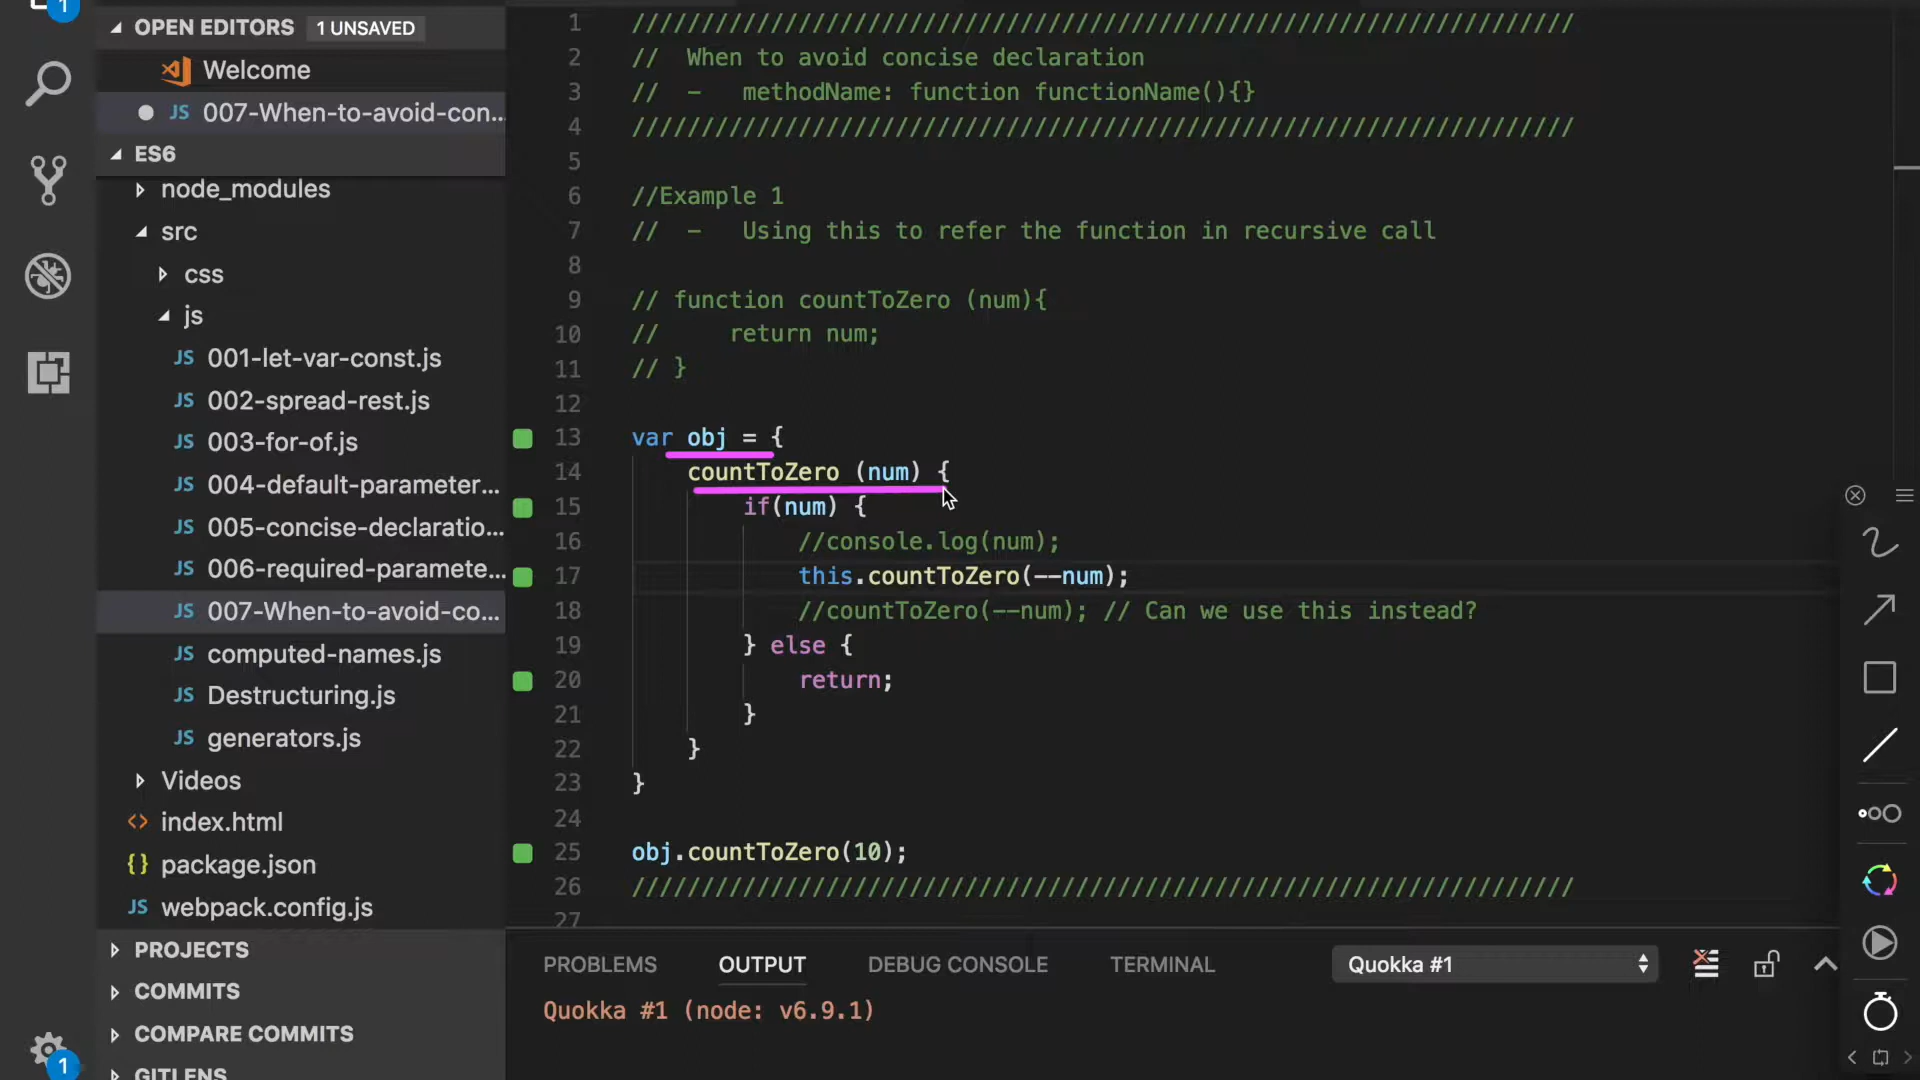 1
OPEN EDITORS 1 UNSAVED
Welcome
JS 007-When-to-avoid-con...
ES6
node_modules
src
css
js
JS 001-let-var-const.js
JS 002-spread-rest.js
JS 003-for-of.js
JS 004-default-parameter...
JS 005-concise-declaratio...
JS 006-required-paramete...
JS 007-When-to-avoid-co...
JS computed-names.js
JS Destructuring.js
JS generators.js
Videos
<> index.html
{} package.json
JS webpack.config.js
PROJECTS
COMMITS
COMPARE COMMITS
GITLENS
1
1 ////////////////////////////////////////////////////////////////////
2 // When to avoid concise declaration
3 // - methodName: function functionName(){}
4 ////////////////////////////////////////////////////////////////////
5
6 //Example 1
7 // - Using this to refer the function in recursive call
8
9 // function countToZero (num){
10 // return num;
11 // }
12
13 var obj = {
14 countToZero (num) {
15 if(num) {
16 //console.log(num);
17 this.countToZero(--num);
18 //countToZero(--num); // Can we use this instead?
19 } else {
20 return;
21 }
22 }
23 }
24
25 obj.countToZero(10);
26 ////////////////////////////////////////////////////////////////////
27
PROBLEMS OUTPUT DEBUG CONSOLE TERMINAL Quokka #1
Quokka #1 (node: v6.9.1)